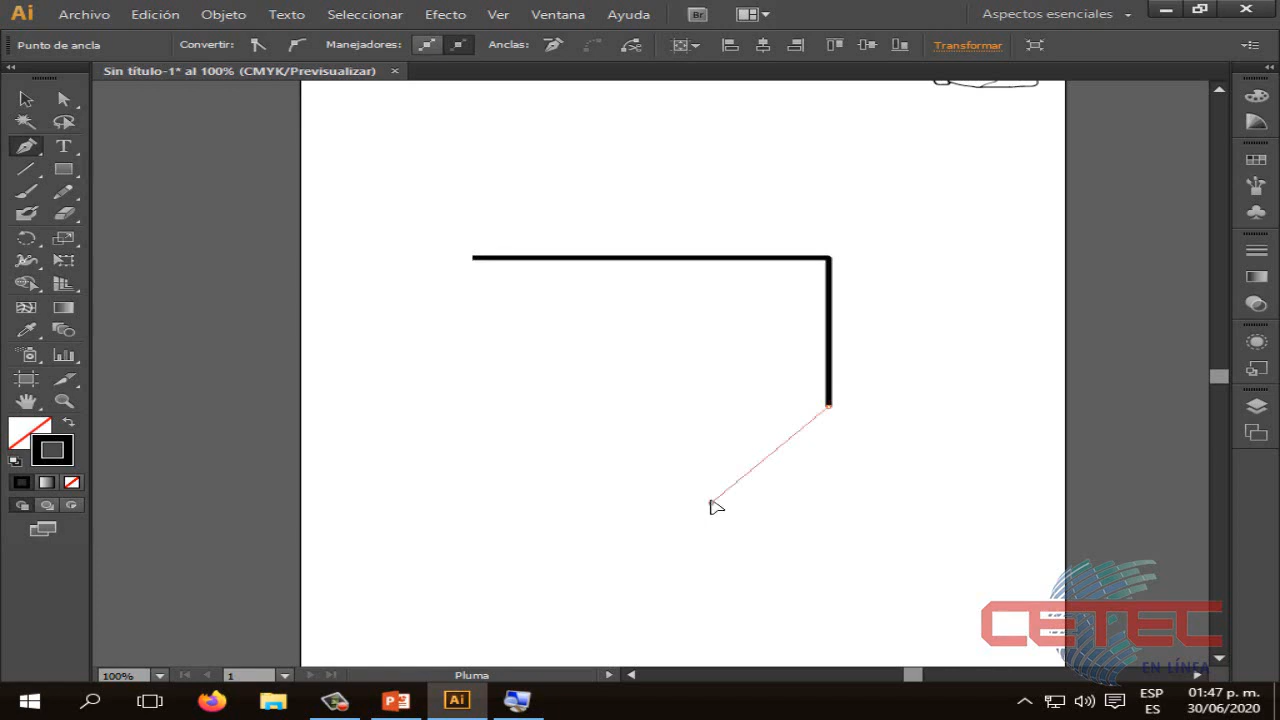 Ai Archivo Edición Objeto Texto Seleccionar Efecto Ver Ventana Ayuda Br Aspectos esenciales
Punto de ancla Convertir: Manejadores: Anclas: Transformar
Sin título-1* al 100% (CMYK/Previsualizar)
T
CETEC
EN LÍNEA
100% 1 Pluma
Ai
ESP
ES
01:47 p. m.
30/06/2020